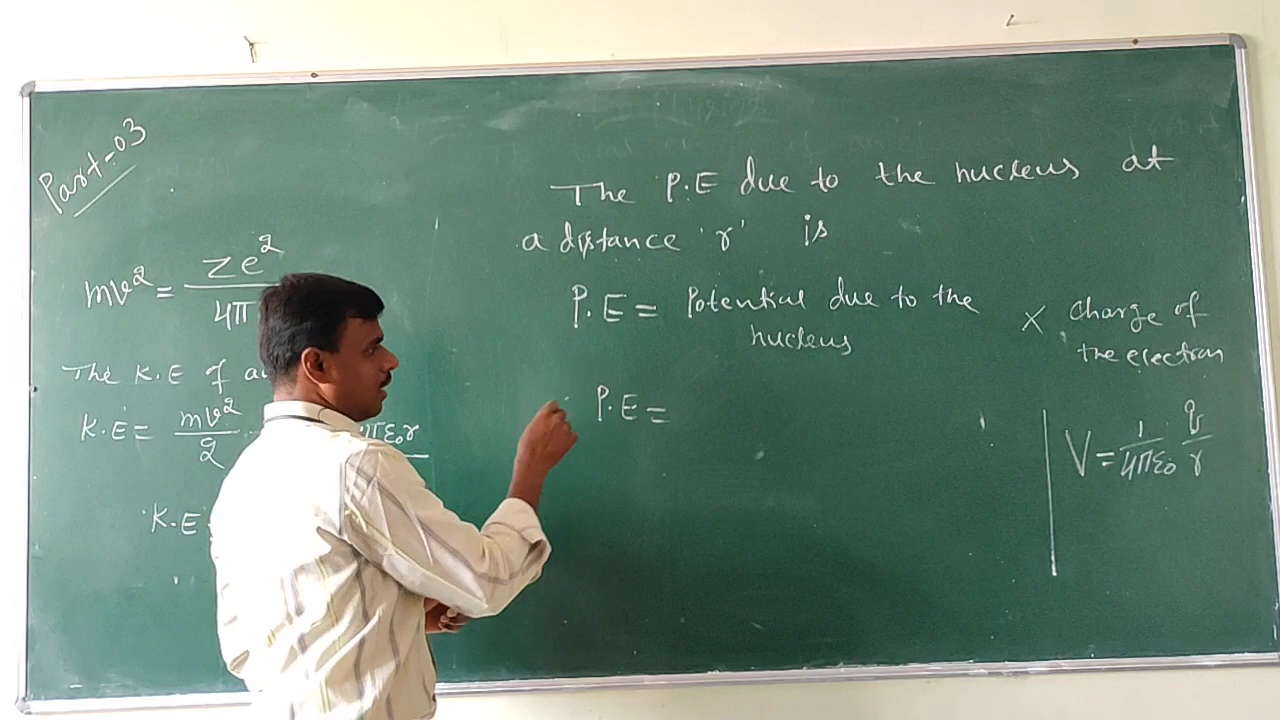 Part-03
mv² = Ze² / 4π
The K.E of
K.E = mv² / 2 πε₀r
K.E
The P.E due to the nucleus at
a distance 'r' is
P.E = Potential due to the
nucleus
× Charge of
the electron
P.E =
V = 1/4πε₀ q/r